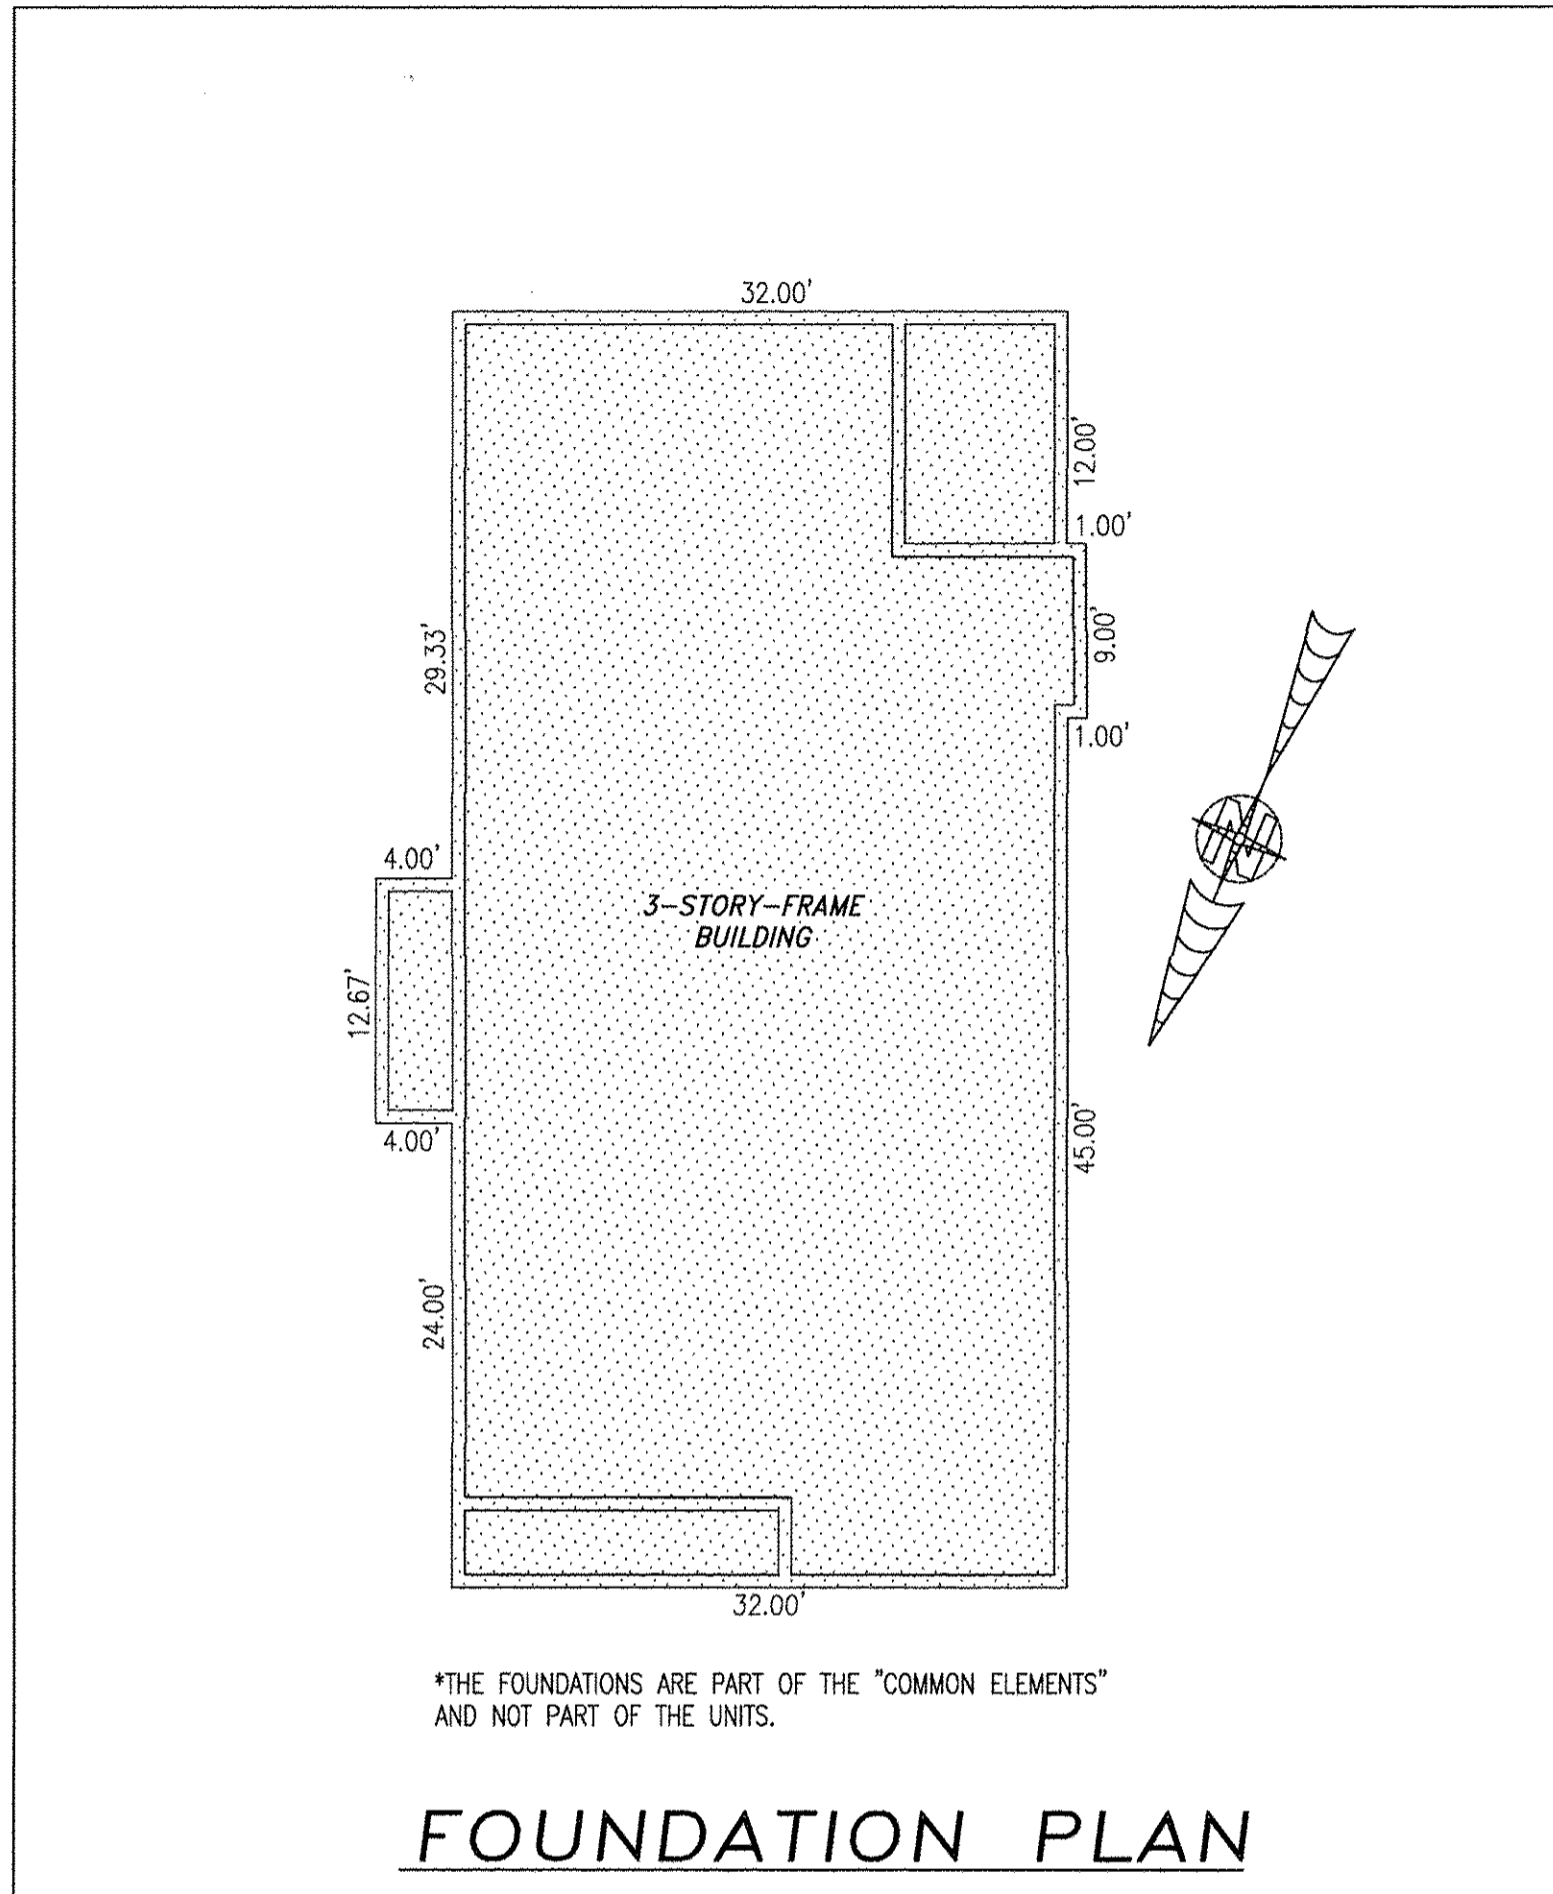 32.00'
12.00'
1.00'
9.00'
29.33'
1.00'
N
4.00'
3-STORY-FRAME
BUILDING
12.67'
4.00'
45.00'
24.00'
32.00'
*THE FOUNDATIONS ARE PART OF THE "COMMON ELEMENTS"
AND NOT PART OF THE UNITS.
FOUNDATION PLAN